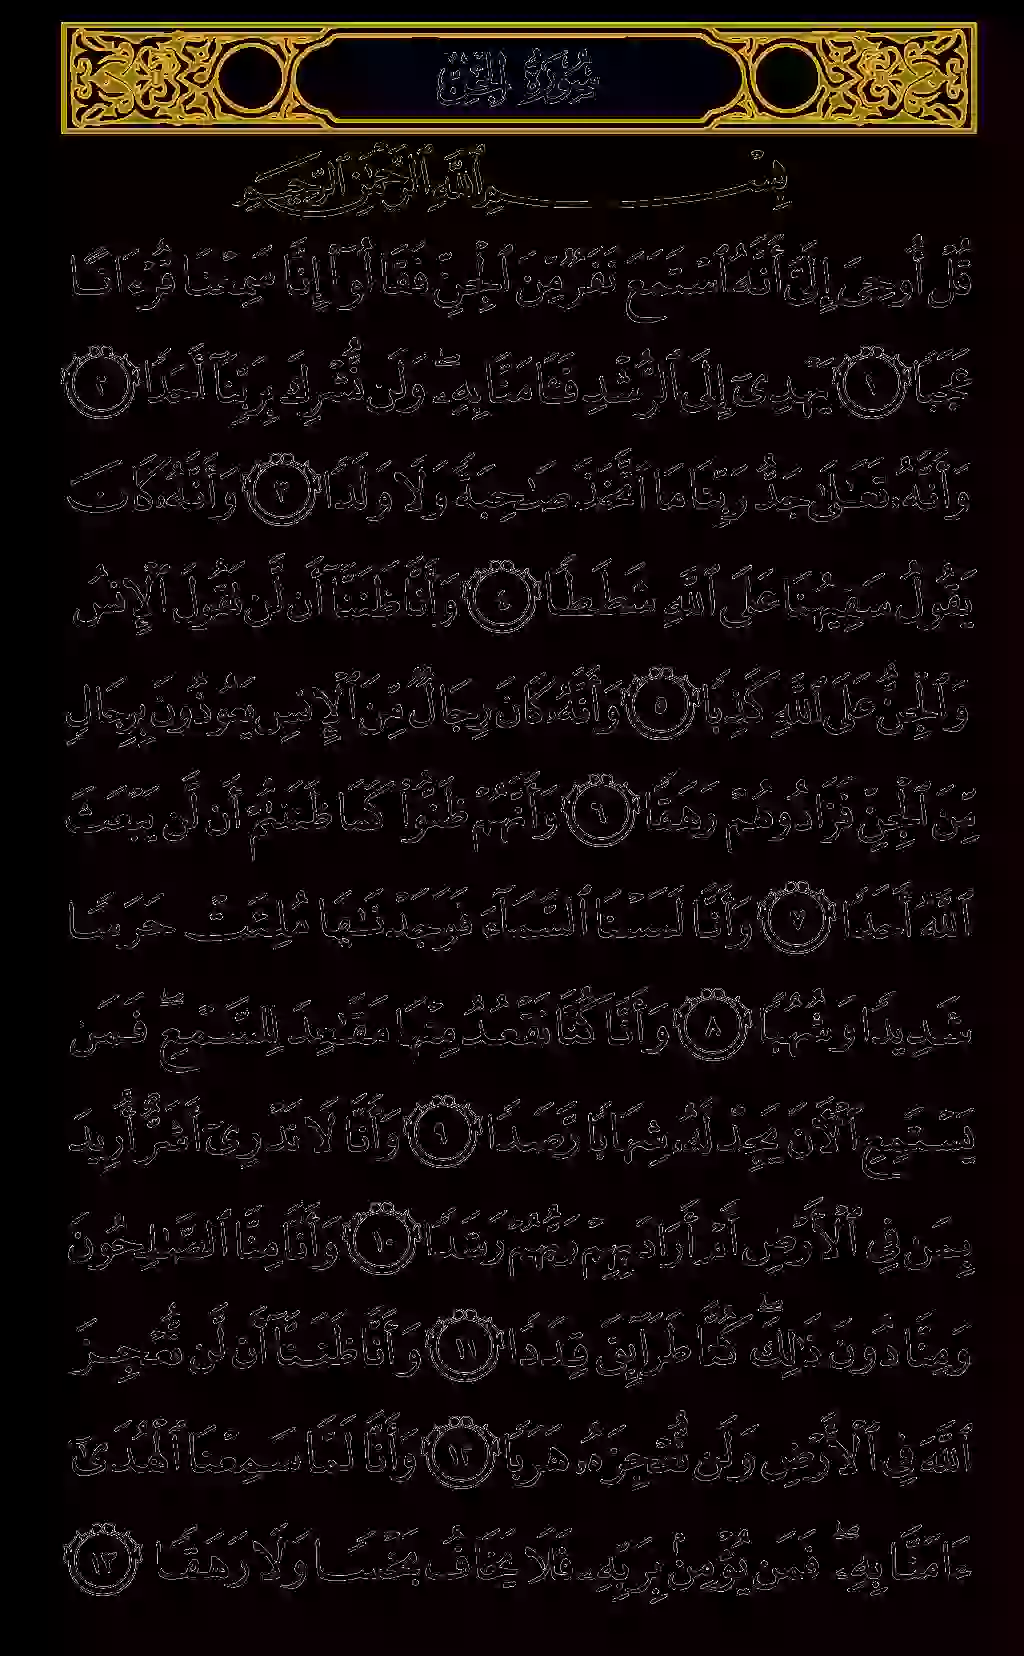 سُورَةُ الجِنِّ
بِسْمِ ٱللَّهِ ٱلرَّحْمَٰنِ ٱلرَّحِيمِ
قُلْ أُوحِىَ إِلَىَّ أَنَّهُ ٱسْتَمَعَ نَفَرٌ مِّنَ ٱلْجِنِّ فَقَالُوٓا۟ إِنَّا سَمِعْنَا قُرْءَانًا
عَجَبًا ١ يَهْدِىٓ إِلَى ٱلرُّشْدِ فَـَٔامَنَّا بِهِۦ ۖ وَلَن نُّشْرِكَ بِرَبِّنَآ أَحَدًا ٢
وَأَنَّهُۥ تَعَٰلَىٰ جَدُّ رَبِّنَا مَا ٱتَّخَذَ صَٰحِبَةً وَلَا وَلَدًا ٣ وَأَنَّهُۥ كَانَ
يَقُولُ سَفِيهُنَا عَلَى ٱللَّهِ شَطَطًا ٤ وَأَنَّا ظَنَنَّآ أَن لَّن تَقُولَ ٱلْإِنسُ
وَٱلْجِنُّ عَلَى ٱللَّهِ كَذِبًا ٥ وَأَنَّهُۥ كَانَ رِجَالٌ مِّنَ ٱلْإِنسِ يَعُوذُونَ بِرِجَالٍ
مِّنَ ٱلْجِنِّ فَزَادُوهُمْ رَهَقًا ٦ وَأَنَّهُمْ ظَنُّوا۟ كَمَا ظَنَنتُمْ أَن لَّن يَبْعَثَ
ٱللَّهُ أَحَدًا ٧ وَأَنَّا لَمَسْنَا ٱلسَّمَآءَ فَوَجَدْنَٰهَا مُلِئَتْ حَرَسًا
شَدِيدًا وَشُهُبًا ٨ وَأَنَّا كُنَّا نَقْعُدُ مِنْهَا مَقَٰعِدَ لِلسَّمْعِ ۖ فَمَن
يَسْتَمِعِ ٱلْـَٔانَ يَجِدْ لَهُۥ شِهَابًا رَّصَدًا ٩ وَأَنَّا لَا نَدْرِىٓ أَشَرٌّ أُرِيدَ
بِمَن فِى ٱلْأَرْضِ أَمْ أَرَادَ بِهِمْ رَبُّهُمْ رَشَدًا ١٠ وَأَنَّا مِنَّا ٱلصَّٰلِحُونَ
وَمِنَّا دُونَ ذَٰلِكَ ۖ كُنَّا طَرَآئِقَ قِدَدًا ١١ وَأَنَّا ظَنَنَّآ أَن لَّن نُّعْجِزَ
ٱللَّهَ فِى ٱلْأَرْضِ وَلَن نُّعْجِزَهُۥ هَرَبًا ١٢ وَأَنَّا لَمَّا سَمِعْنَا ٱلْهُدَىٰٓ
ءَامَنَّا بِهِۦ ۖ فَمَن يُؤْمِنۢ بِرَبِّهِۦ فَلَا يَخَافُ بَخْسًا وَلَا رَهَقًا ١٣